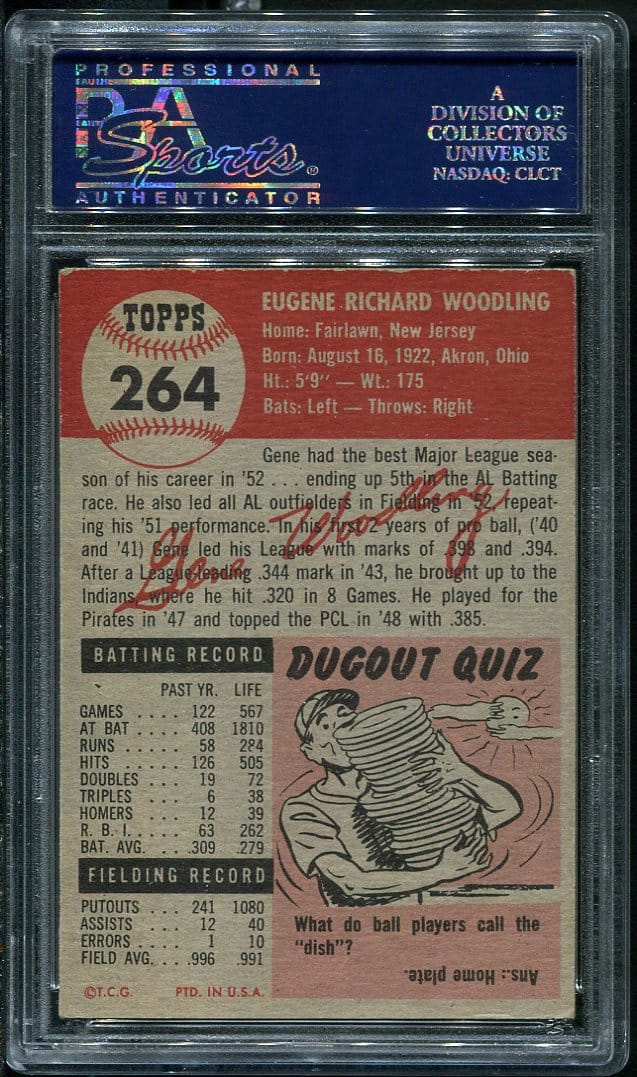 PROFESSIONAL
PSA
Sports®
AUTHENTICATOR
A
DIVISION OF
COLLECTORS
UNIVERSE
NASDAQ: CLCT
TOPPS
264
EUGENE RICHARD WOODLING
Home: Fairlawn, New Jersey
Born: August 16, 1922, Akron, Ohio
Ht.: 5'9" — Wt.: 175
Bats: Left — Throws: Right
Gene had the best Major League sea-
son of his career in '52 . . . ending up 5th in the AL Batting
race. He also led all AL outfielders in Fielding in '52, repeat-
ing his '51 performance. In his first 2 years of pro ball, ('40
and '41) Gene led his League with marks of .398 and .394.
After a League-leading .344 mark in '43, he brought up to the
Indians, where he hit .320 in 8 Games. He played for the
Pirates in '47 and topped the PCL in '48 with .385.
Gene Woodling
BATTING RECORD
PAST YR. LIFE
GAMES . . . . 122 567
AT BAT . . . . 408 1810
RUNS . . . . 58 284
HITS . . . . 126 505
DOUBLES . . . 19 72
TRIPLES . . . 6 38
HOMERS . . . 12 39
R. B. I. . . . . 63 262
BAT. AVG. . . .309 .279
FIELDING RECORD
PUTOUTS . . . 241 1080
ASSISTS . . . 12 40
ERRORS . . . . 1 10
FIELD AVG. . . .996 .991
©T.C.G. PTD. IN U.S.A.
DUGOUT QUIZ
What do ball players call the
"dish"?
Ans.: Home plate.